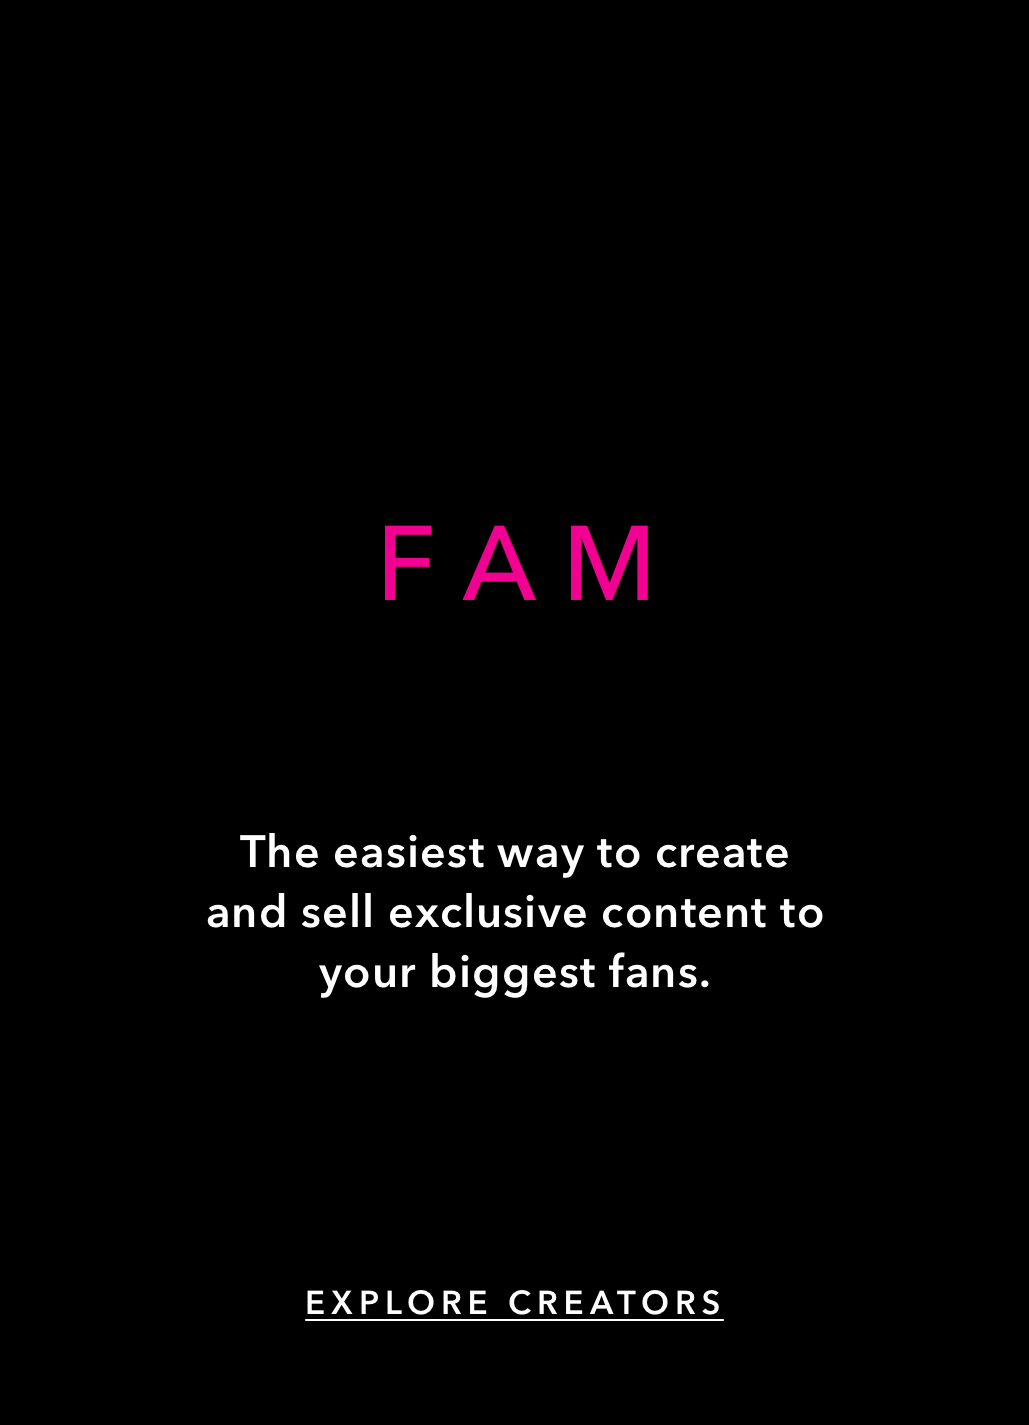 FAM
The easiest way to create
and sell exclusive content to
your biggest fans.
EXPLORE CREATORS